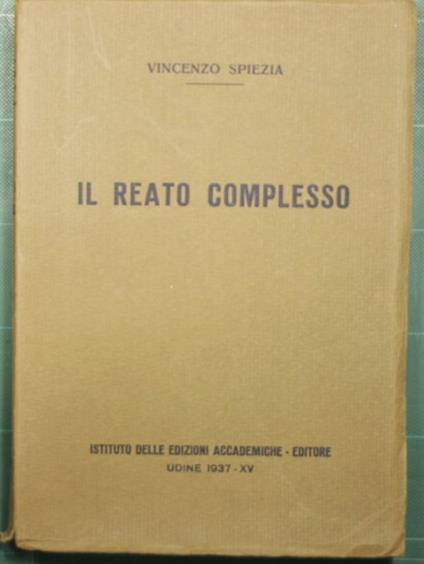 VINCENZO SPIEZIA
IL REATO COMPLESSO
ISTITUTO DELLE EDIZIONI ACCADEMICHE - EDITORE
UDINE 1937 - XV